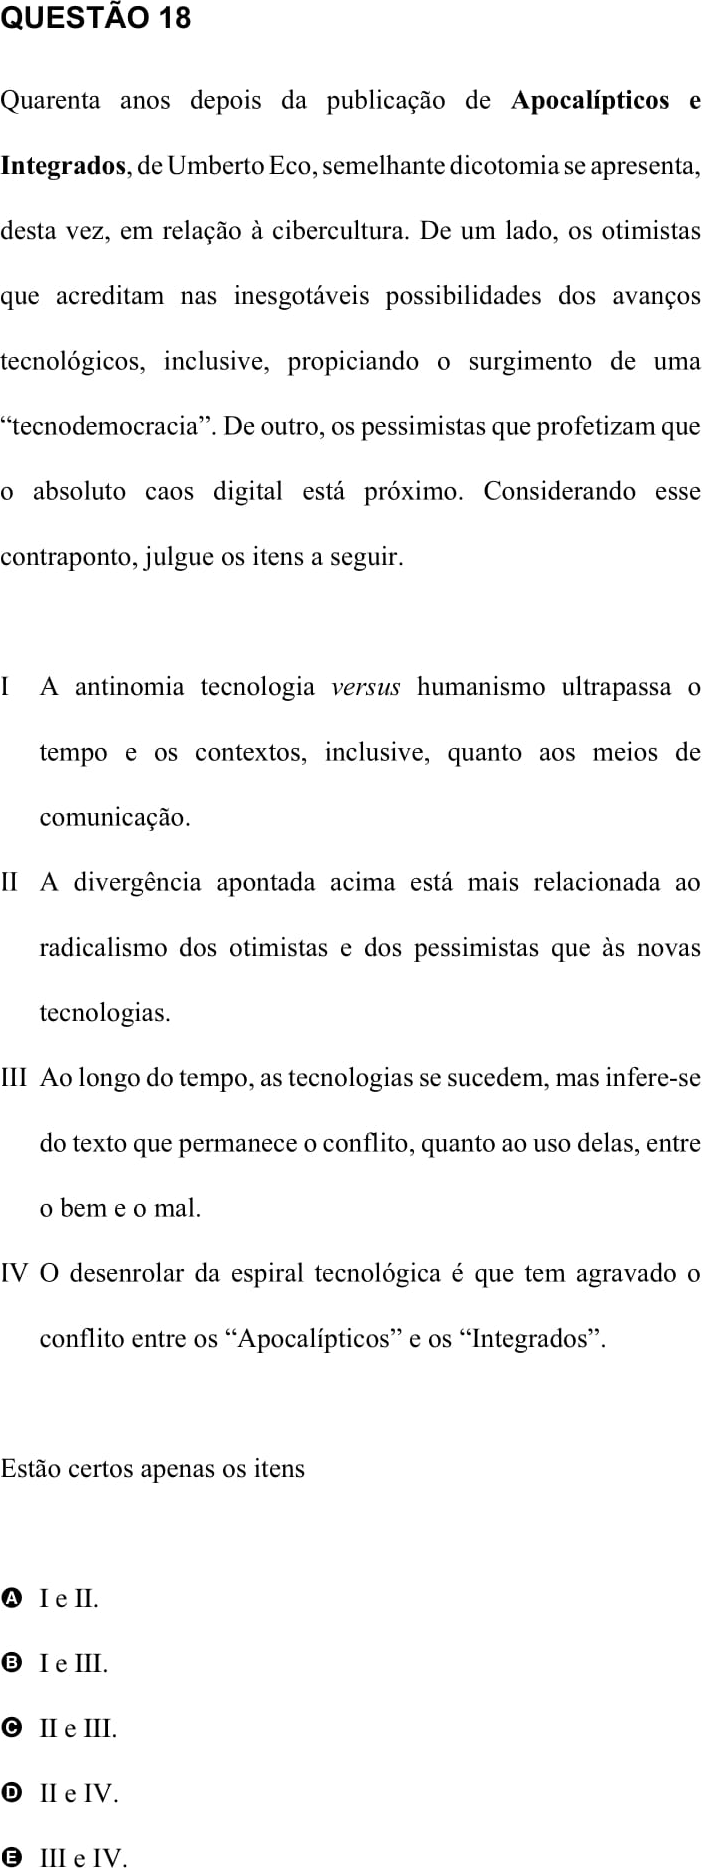 QUESTÃO 18
Quarenta anos depois da publicação de Apocalípticos e
Integrados, de Umberto Eco, semelhante dicotomia se apresenta,
desta vez, em relação à cibercultura. De um lado, os otimistas
que acreditam nas inesgotáveis possibilidades dos avanços
tecnológicos, inclusive, propiciando o surgimento de uma
“tecnodemocracia”. De outro, os pessimistas que profetizam que
o absoluto caos digital está próximo. Considerando esse
contraponto, julgue os itens a seguir.
I A antinomia tecnologia versus humanismo ultrapassa o
tempo e os contextos, inclusive, quanto aos meios de
comunicação.
II A divergência apontada acima está mais relacionada ao
radicalismo dos otimistas e dos pessimistas que às novas
tecnologias.
III Ao longo do tempo, as tecnologias se sucedem, mas infere-se
do texto que permanece o conflito, quanto ao uso delas, entre
o bem e o mal.
IV O desenrolar da espiral tecnológica é que tem agravado o
conflito entre os “Apocalípticos” e os “Integrados”.
Estão certos apenas os itens
A I e II.
B I e III.
C II e III.
D II e IV.
E III e IV.